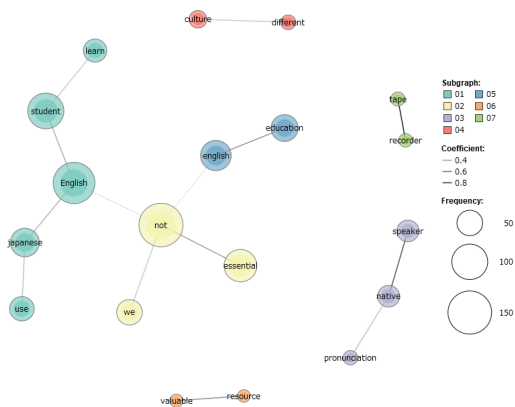 culture
different
learn
student
tape
education
english
recorder
English
not
speaker
japanese
essential
native
use
we
pronunciation
valuable
resource
Subgraph:
01 05
02 06
03 07
04
Coefficient:
0.4
0.6
0.8
Frequency:
50
100
150